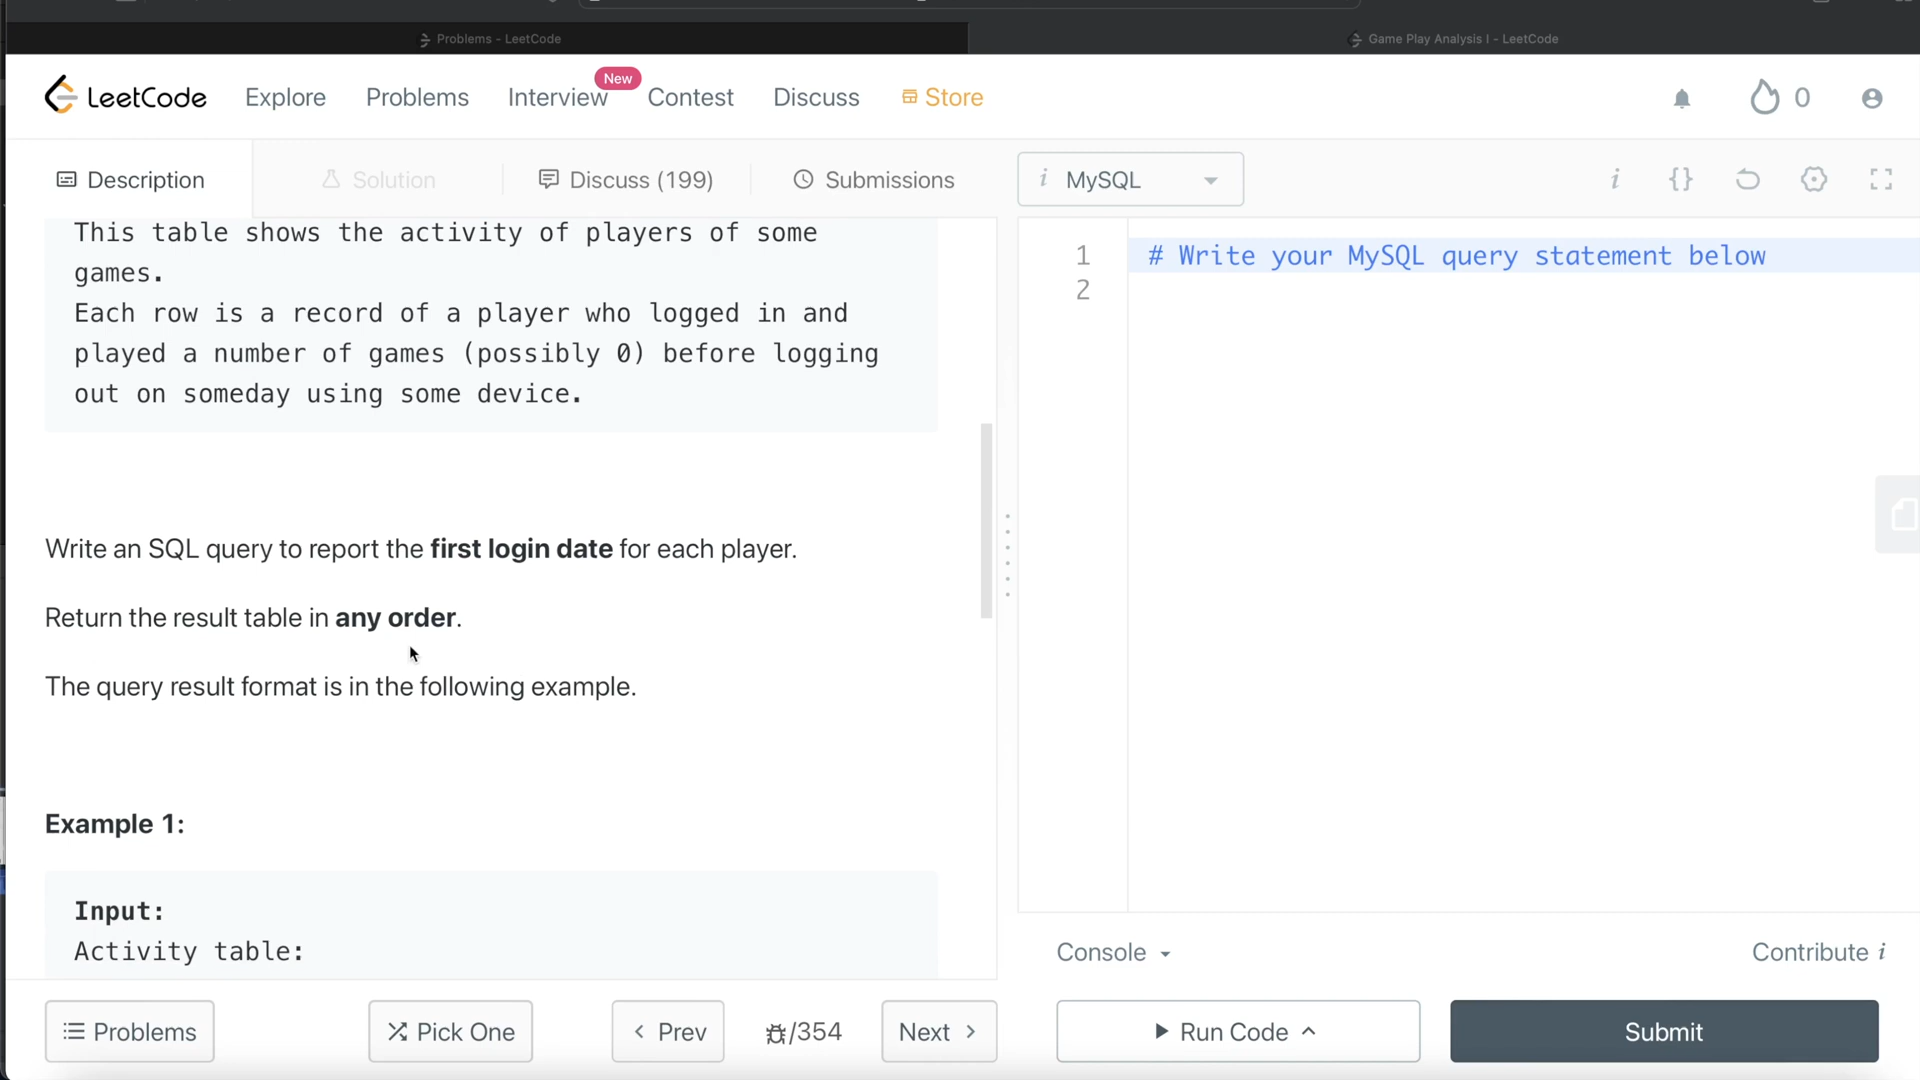 Problems - LeetCode
Game Play Analysis I - LeetCode
LeetCode
Explore
Problems
Interview
New
Contest
Discuss
Store
0
Description
Solution
Discuss (199)
Submissions
i MySQL
i {}
This table shows the activity of players of some
games.
Each row is a record of a player who logged in and
played a number of games (possibly 0) before logging
out on someday using some device.
Write an SQL query to report the first login date for each player.
Return the result table in any order.
The query result format is in the following example.
Example 1:
Input:
Activity table:
1 # Write your MySQL query statement below
2
Console
Contribute i
Problems
Pick One
< Prev
/354
Next >
Run Code
Submit